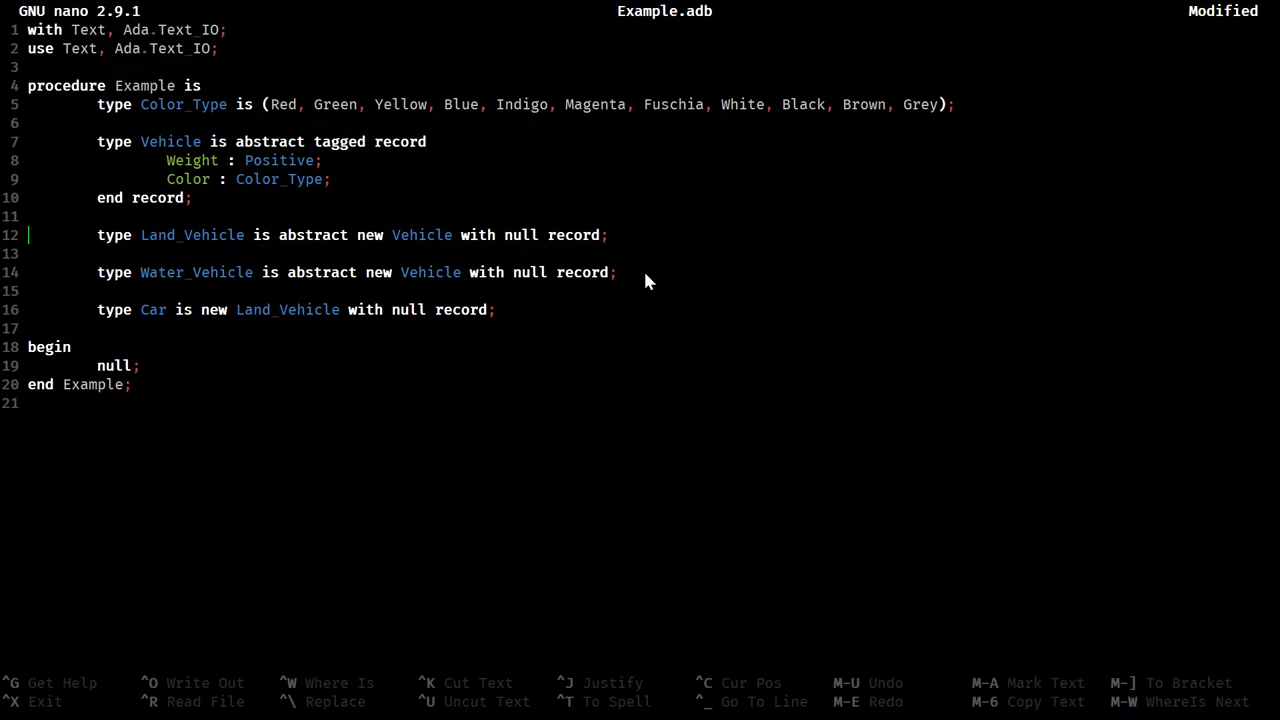 GNU nano 2.9.1 Example.adb Modified
1 with Text, Ada.Text_IO;
2 use Text, Ada.Text_IO;
3
4 procedure Example is
5 type Color_Type is (Red, Green, Yellow, Blue, Indigo, Magenta, Fuschia, White, Black, Brown, Grey);
6
7 type Vehicle is abstract tagged record
8 Weight : Positive;
9 Color : Color_Type;
10 end record;
11
12 type Land_Vehicle is abstract new Vehicle with null record;
13
14 type Water_Vehicle is abstract new Vehicle with null record;
15
16 type Car is new Land_Vehicle with null record;
17
18 begin
19 null;
20 end Example;
21
^G Get Help ^O Write Out ^W Where Is ^K Cut Text ^J Justify ^C Cur Pos M-U Undo M-A Mark Text M-] To Bracket
^X Exit ^R Read File ^\ Replace ^U Uncut Text ^T To Spell ^_ Go To Line M-E Redo M-6 Copy Text M-W WhereIs Next